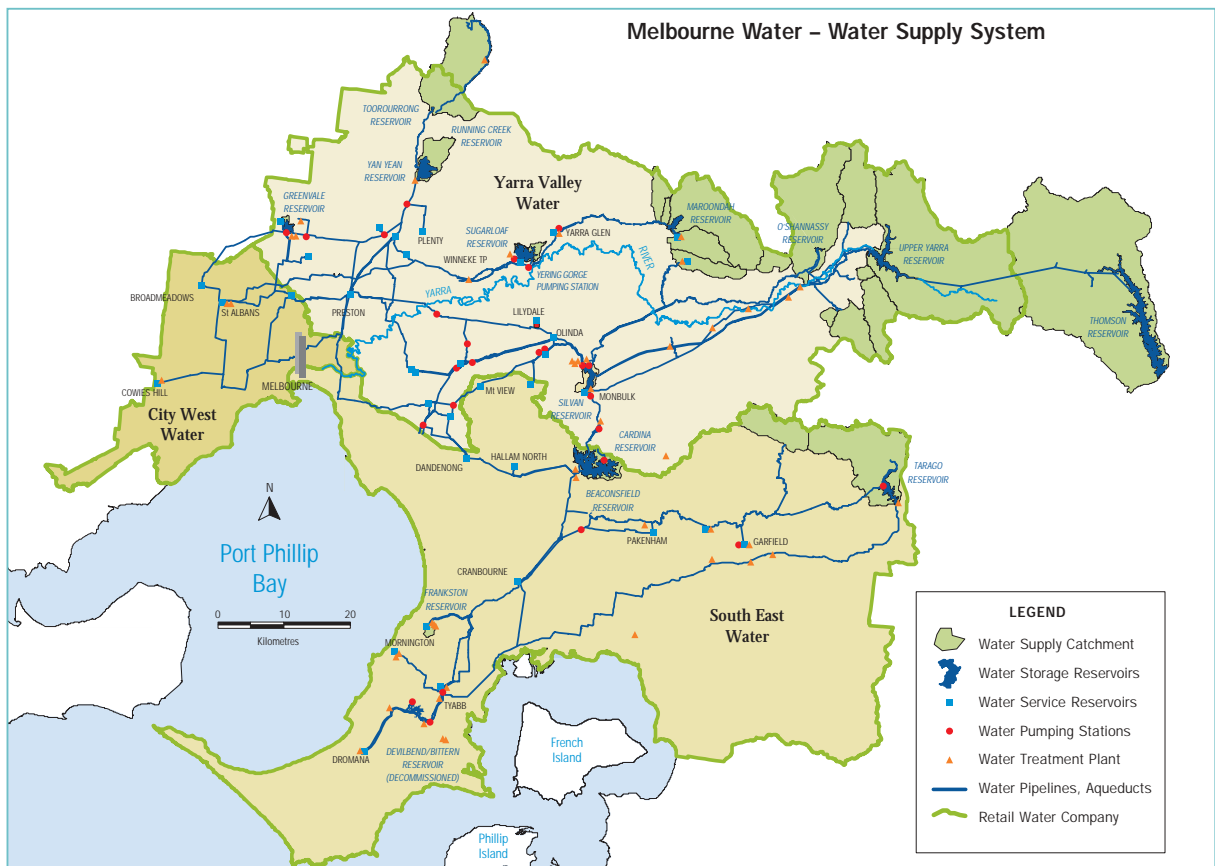 Melbourne Water – Water Supply System
TOOROURRONG
RESERVOIR
RUNNING CREEK
RESERVOIR
YAN YEAN
RESERVOIR
Yarra Valley
Water
GREENVALE
RESERVOIR
MAROONDAH
RESERVOIR
O'SHANNASSY
RESERVOIR
UPPER YARRA
RESERVOIR
THOMSON
RESERVOIR
PLENTY
SUGARLOAF
RESERVOIR
YARRA GLEN
WINNEKE TP
RIVER
YERING GORGE
PUMPING STATION
YARRA
BROADMEADOWS
St ALBANS
PRESTON
LILYDALE
OLINDA
MELBOURNE
COWIES HILL
City West
Water
Mt VIEW
SILVAN
RESERVOIR
MONBULK
CARDINA
RESERVOIR
DANDENONG
HALLAM NORTH
TARAGO
RESERVOIR
BEACONSFIELD
RESERVOIR
PAKENHAM
GARFIELD
N
Port Phillip
Bay
0 10 20
Kilometres
CRANBOURNE
FRANKSTON
RESERVOIR
MORNINGTON
South East
Water
TYABB
DROMANA
DEVILBEND/BITTERN
RESERVOIR
(DECOMMISSIONED)
French
Island
Phillip
Island
LEGEND
Water Supply Catchment
Water Storage Reservoirs
Water Service Reservoirs
Water Pumping Stations
Water Treatment Plant
Water Pipelines, Aqueducts
Retail Water Company